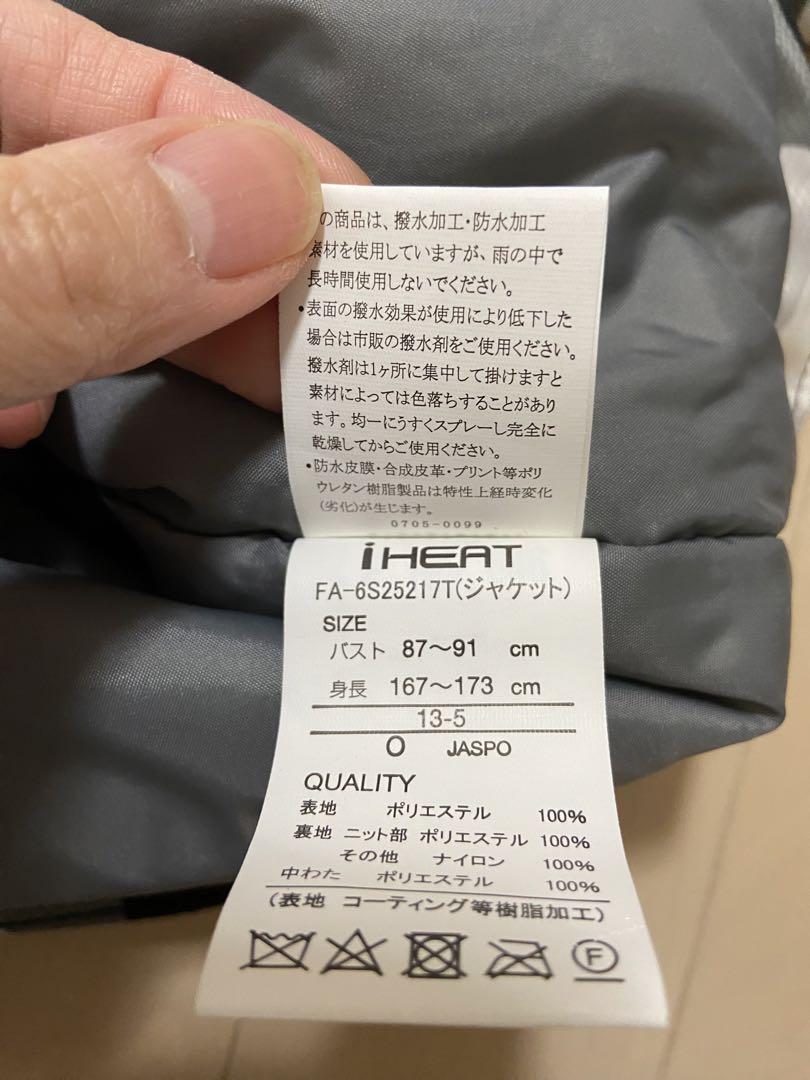 の商品は、撥水加工・防水加工
素材を使用していますが、雨の中で
長時間使用しないでください。
・表面の撥水効果が使用により低下した
場合は市販の撥水剤をご使用ください。
撥水剤は1ヶ所に集中して掛けますと
素材によっては色落ちすることがあり
ます。均一にうすくスプレーし完全に
乾燥してからご使用ください。
・防水皮膜・合成皮革・プリント等ポリ
ウレタン樹脂製品は特性上経時変化
(劣化)が生じます。
0705-0099
iHEAT
FA-6S25217T(ジャケット)
SIZE
バスト 87〜91 cm
身長 167〜173 cm
13-5
O JASPO
QUALITY
表地 ポリエステル 100%
裏地 ニット部 ポリエステル 100%
その他 ナイロン 100%
中わた ポリエステル 100%
(表地 コーティング等樹脂加工)
F